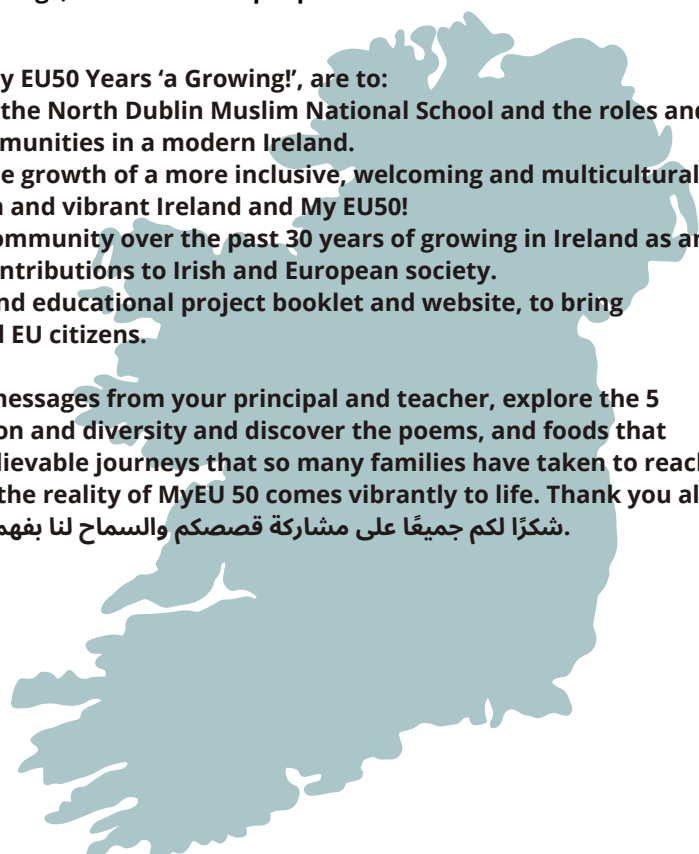 y EU50 Years ‘a Growing!’, are to:
the North Dublin Muslim National School and the roles and
munities in a modern Ireland.
e growth of a more inclusive, welcoming and multicultural
and vibrant Ireland and My EU50!
ommunity over the past 30 years of growing in Ireland as an
ntributions to Irish and European society.
nd educational project booklet and website, to bring
EU citizens.
nessages from your principal and teacher, explore the 5
on and diversity and discover the poems, and foods that
lievable journeys that so many families have taken to reach
the reality of MyEU 50 comes vibrantly to life. Thank you al
شكرًا لكم جميعًا على مشاركة قصصكم والسماح لنا بفهم.